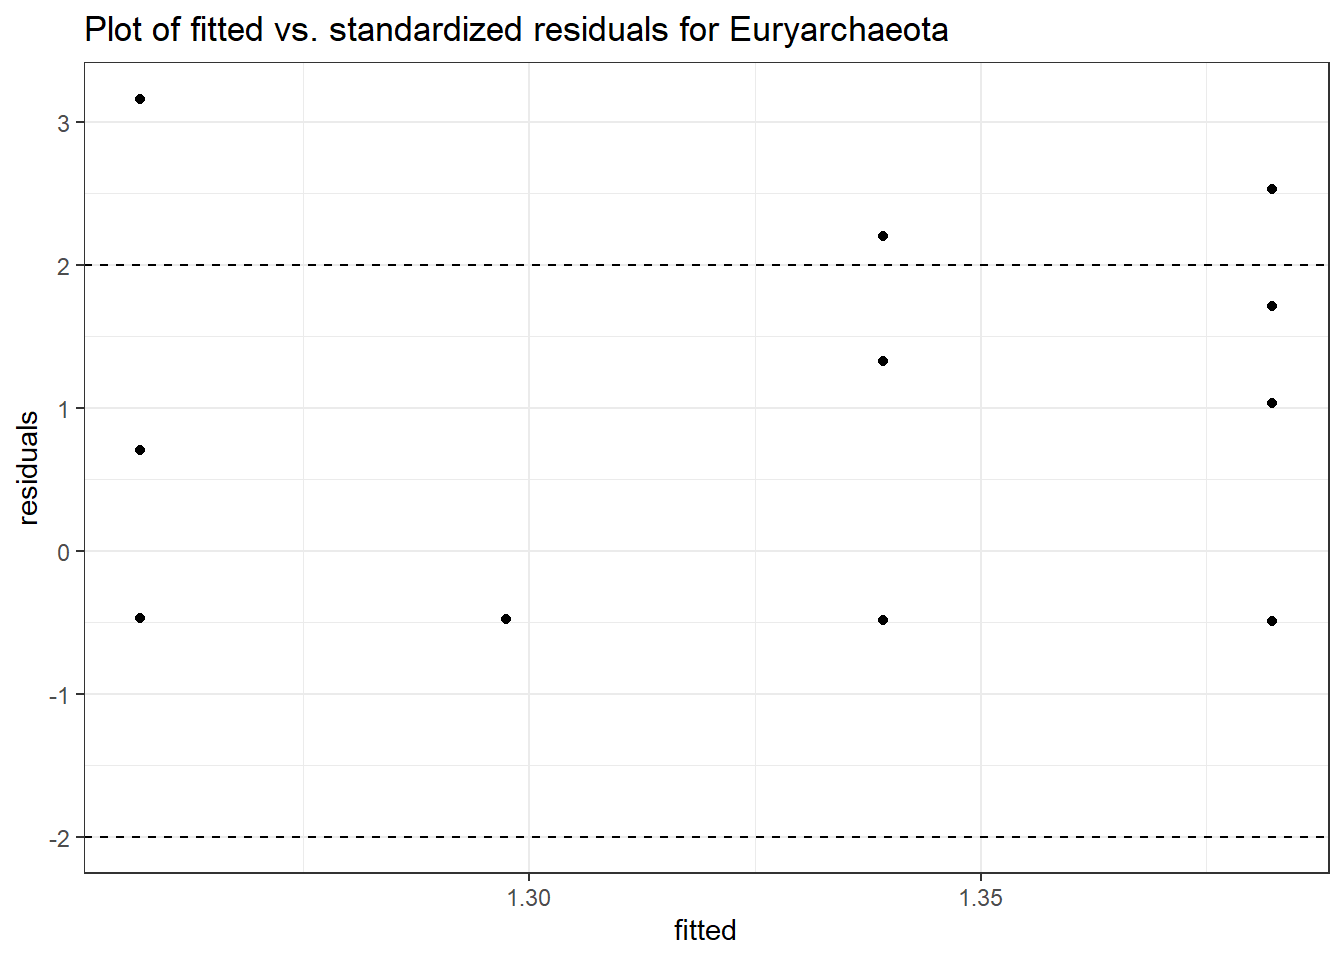 Plot of fitted vs. standardized residuals for Euryarchaeota
3
2
1
0
-1
-2
residuals
1.30 1.35
fitted